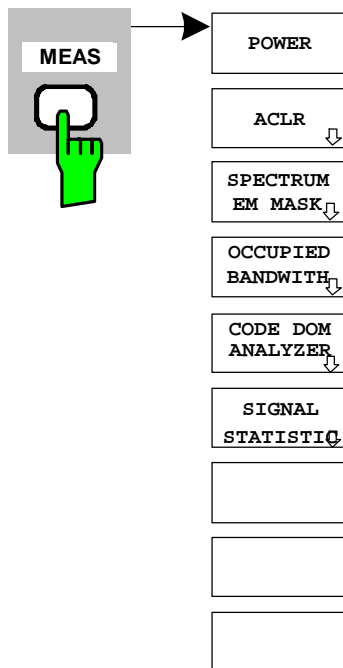 MEAS
POWER
ACLR
SPECTRUM
EM MASK
OCCUPIED
BANDWITH
CODE DOM
ANALYZER
SIGNAL
STATISTIC